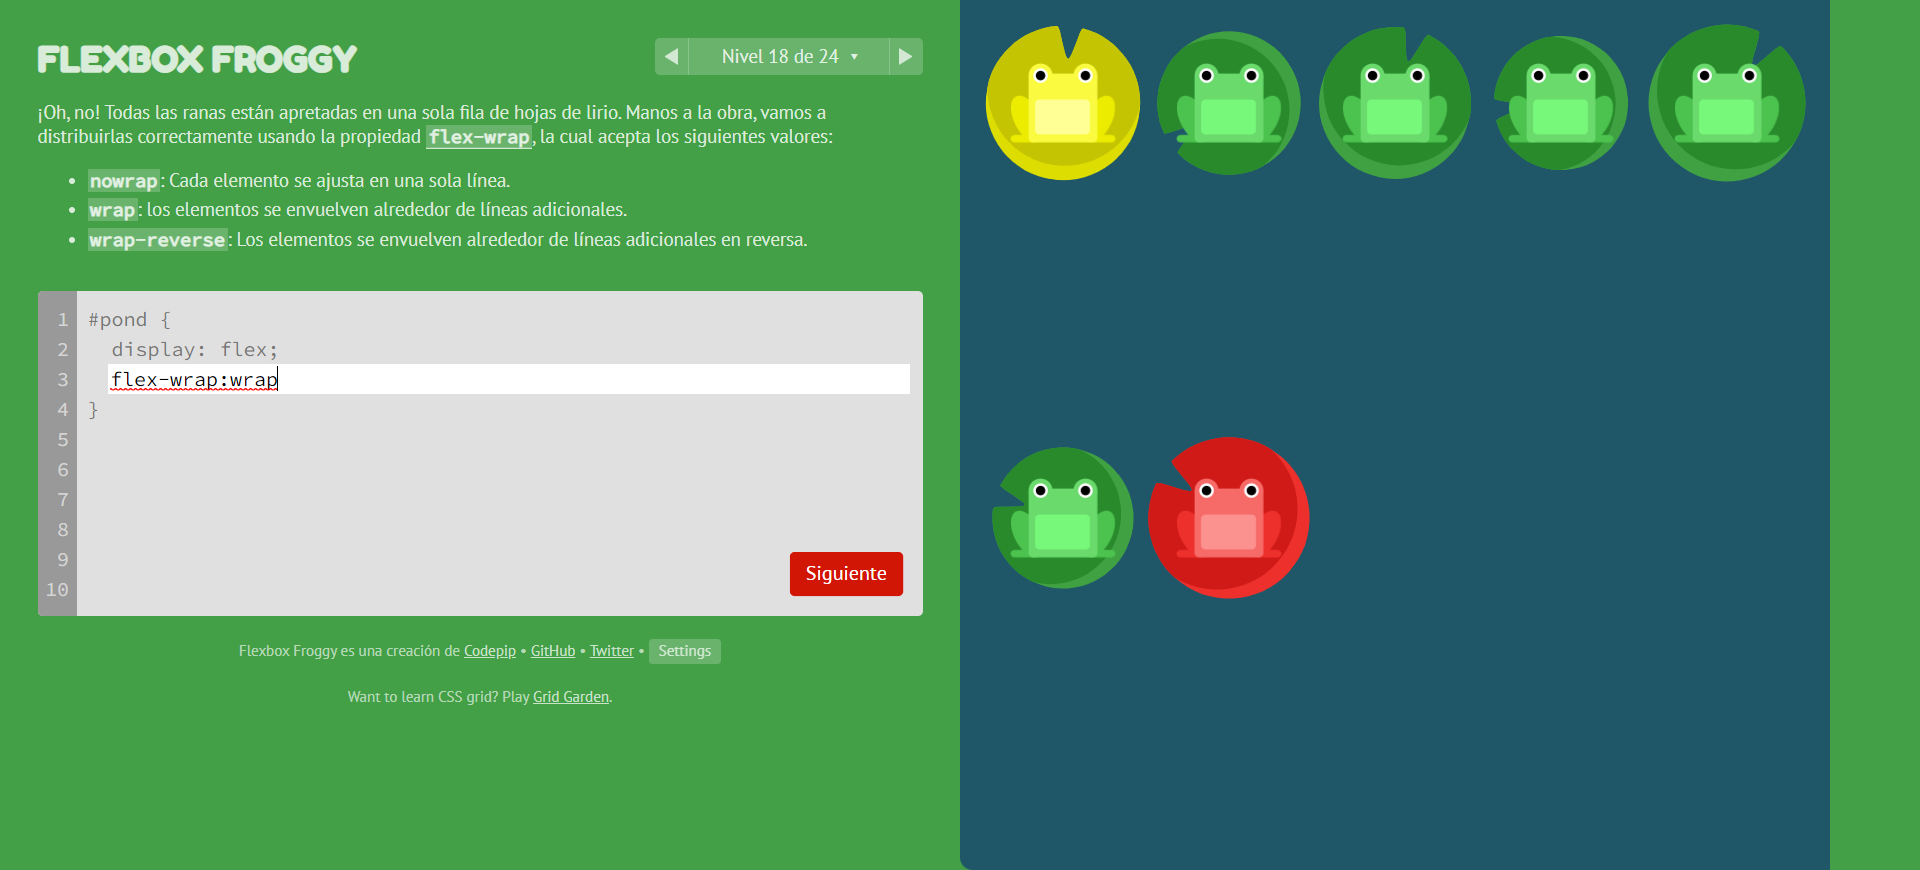 FLEXBOX FROGGY
Nivel 18 de 24
¡Oh, no! Todas las ranas están apretadas en una sola fila de hojas de lirio. Manos a la obra, vamos a
distribuirlas correctamente usando la propiedad flex-wrap, la cual acepta los siguientes valores:
• nowrap: Cada elemento se ajusta en una sola línea.
• wrap: los elementos se envuelven alrededor de líneas adicionales.
• wrap-reverse: Los elementos se envuelven alrededor de líneas adicionales en reversa.
1 #pond {
2 display: flex;
3 flex-wrap:wrap
4 }
5
6
7
8
9
10
Siguiente
Flexbox Froggy es una creación de Codepip • GitHub • Twitter • Settings
Want to learn CSS grid? Play Grid Garden.